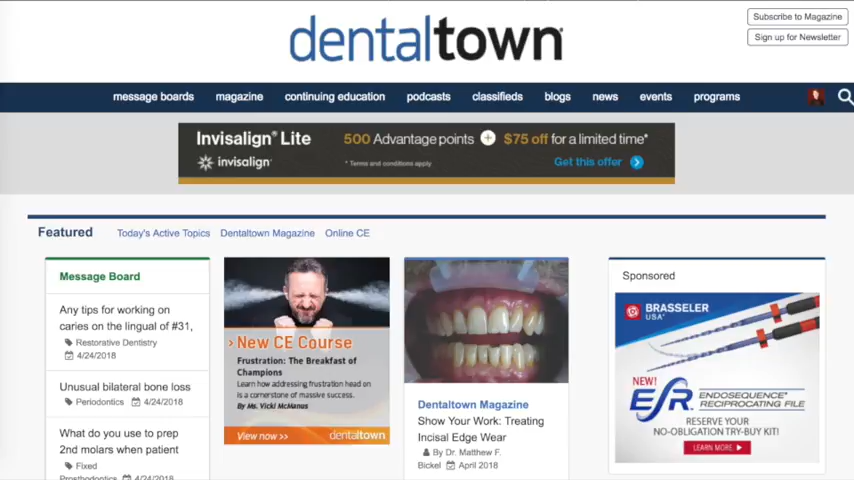 Subscribe to Magazine
dentaltown
Sign up for Newsletter
message boards magazine continuing education podcasts classifieds blogs news events programs
Invisalign® Lite 500 Advantage points + $75 off for a limited time*
invisalign® * Terms and conditions apply Get this offer
Featured Today's Active Topics Dentaltown Magazine Online CE
Message Board
Any tips for working on
caries on the lingual of #31,
Restorative Dentistry
4/24/2018
Unusual bilateral bone loss
Periodontics 4/24/2018
What do you use to prep
2nd molars when patient
Fixed
Prosthodontics 4/24/2018
› New CE Course
Frustration: The Breakfast of
Champions
Learn how addressing frustration head on
is a cornerstone of massive success.
By Ms. Vicki McManus
View now >> dentaltown
Dentaltown Magazine
Show Your Work: Treating
Incisal Edge Wear
By Dr. Matthew F.
Bickel April 2018
Sponsored
BRASSELER
USA®
NEW!
ESR ENDOSEQUENCE®
RECIPROCATING FILE
RESERVE YOUR
NO-OBLIGATION TRY-BUY KIT!
LEARN MORE